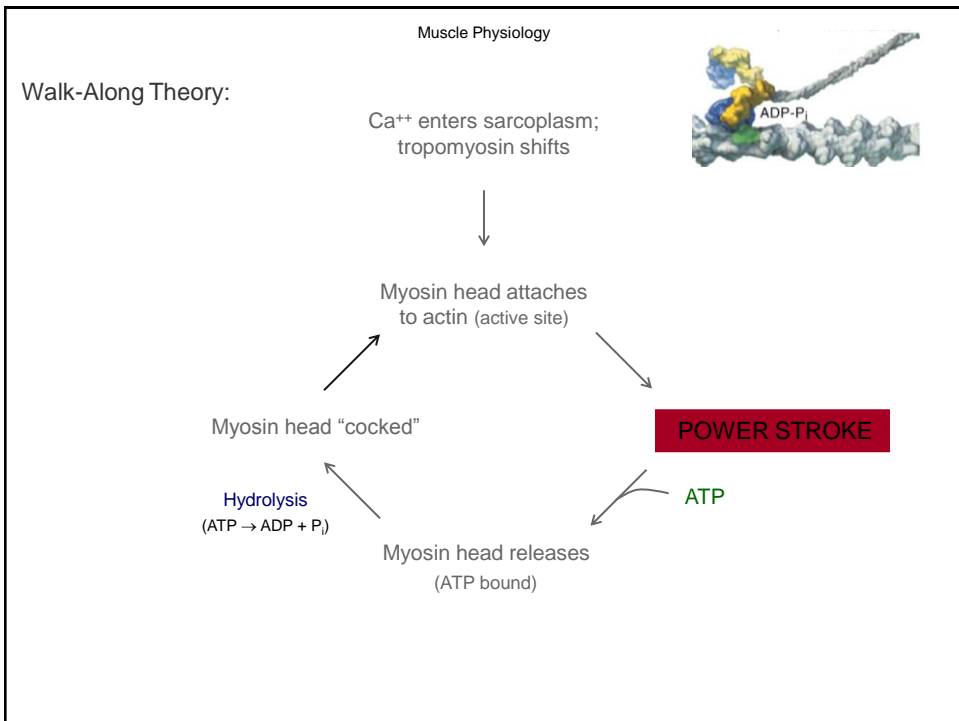 Muscle Physiology
Walk-Along Theory:
ADP-Pᵢ
Ca⁺⁺ enters sarcoplasm;
tropomyosin shifts
Myosin head attaches
to actin (active site)
Myosin head “cocked”
POWER STROKE
Hydrolysis
(ATP → ADP + Pᵢ)
ATP
Myosin head releases
(ATP bound)